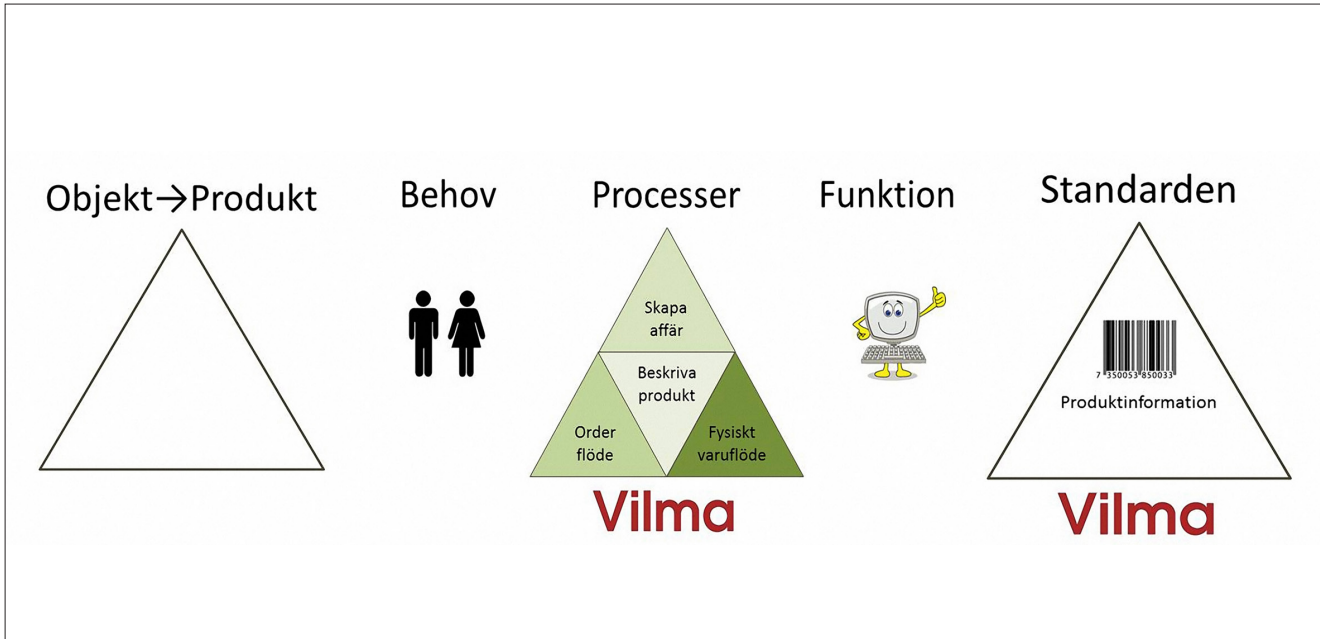 Objekt→Produkt
Behov
Processer
Funktion
Standarden
Skapa
affär
Beskriva
produkt
Order
flöde
Fysiskt
varuflöde
Vilma
7 350053 850033
Produktinformation
Vilma